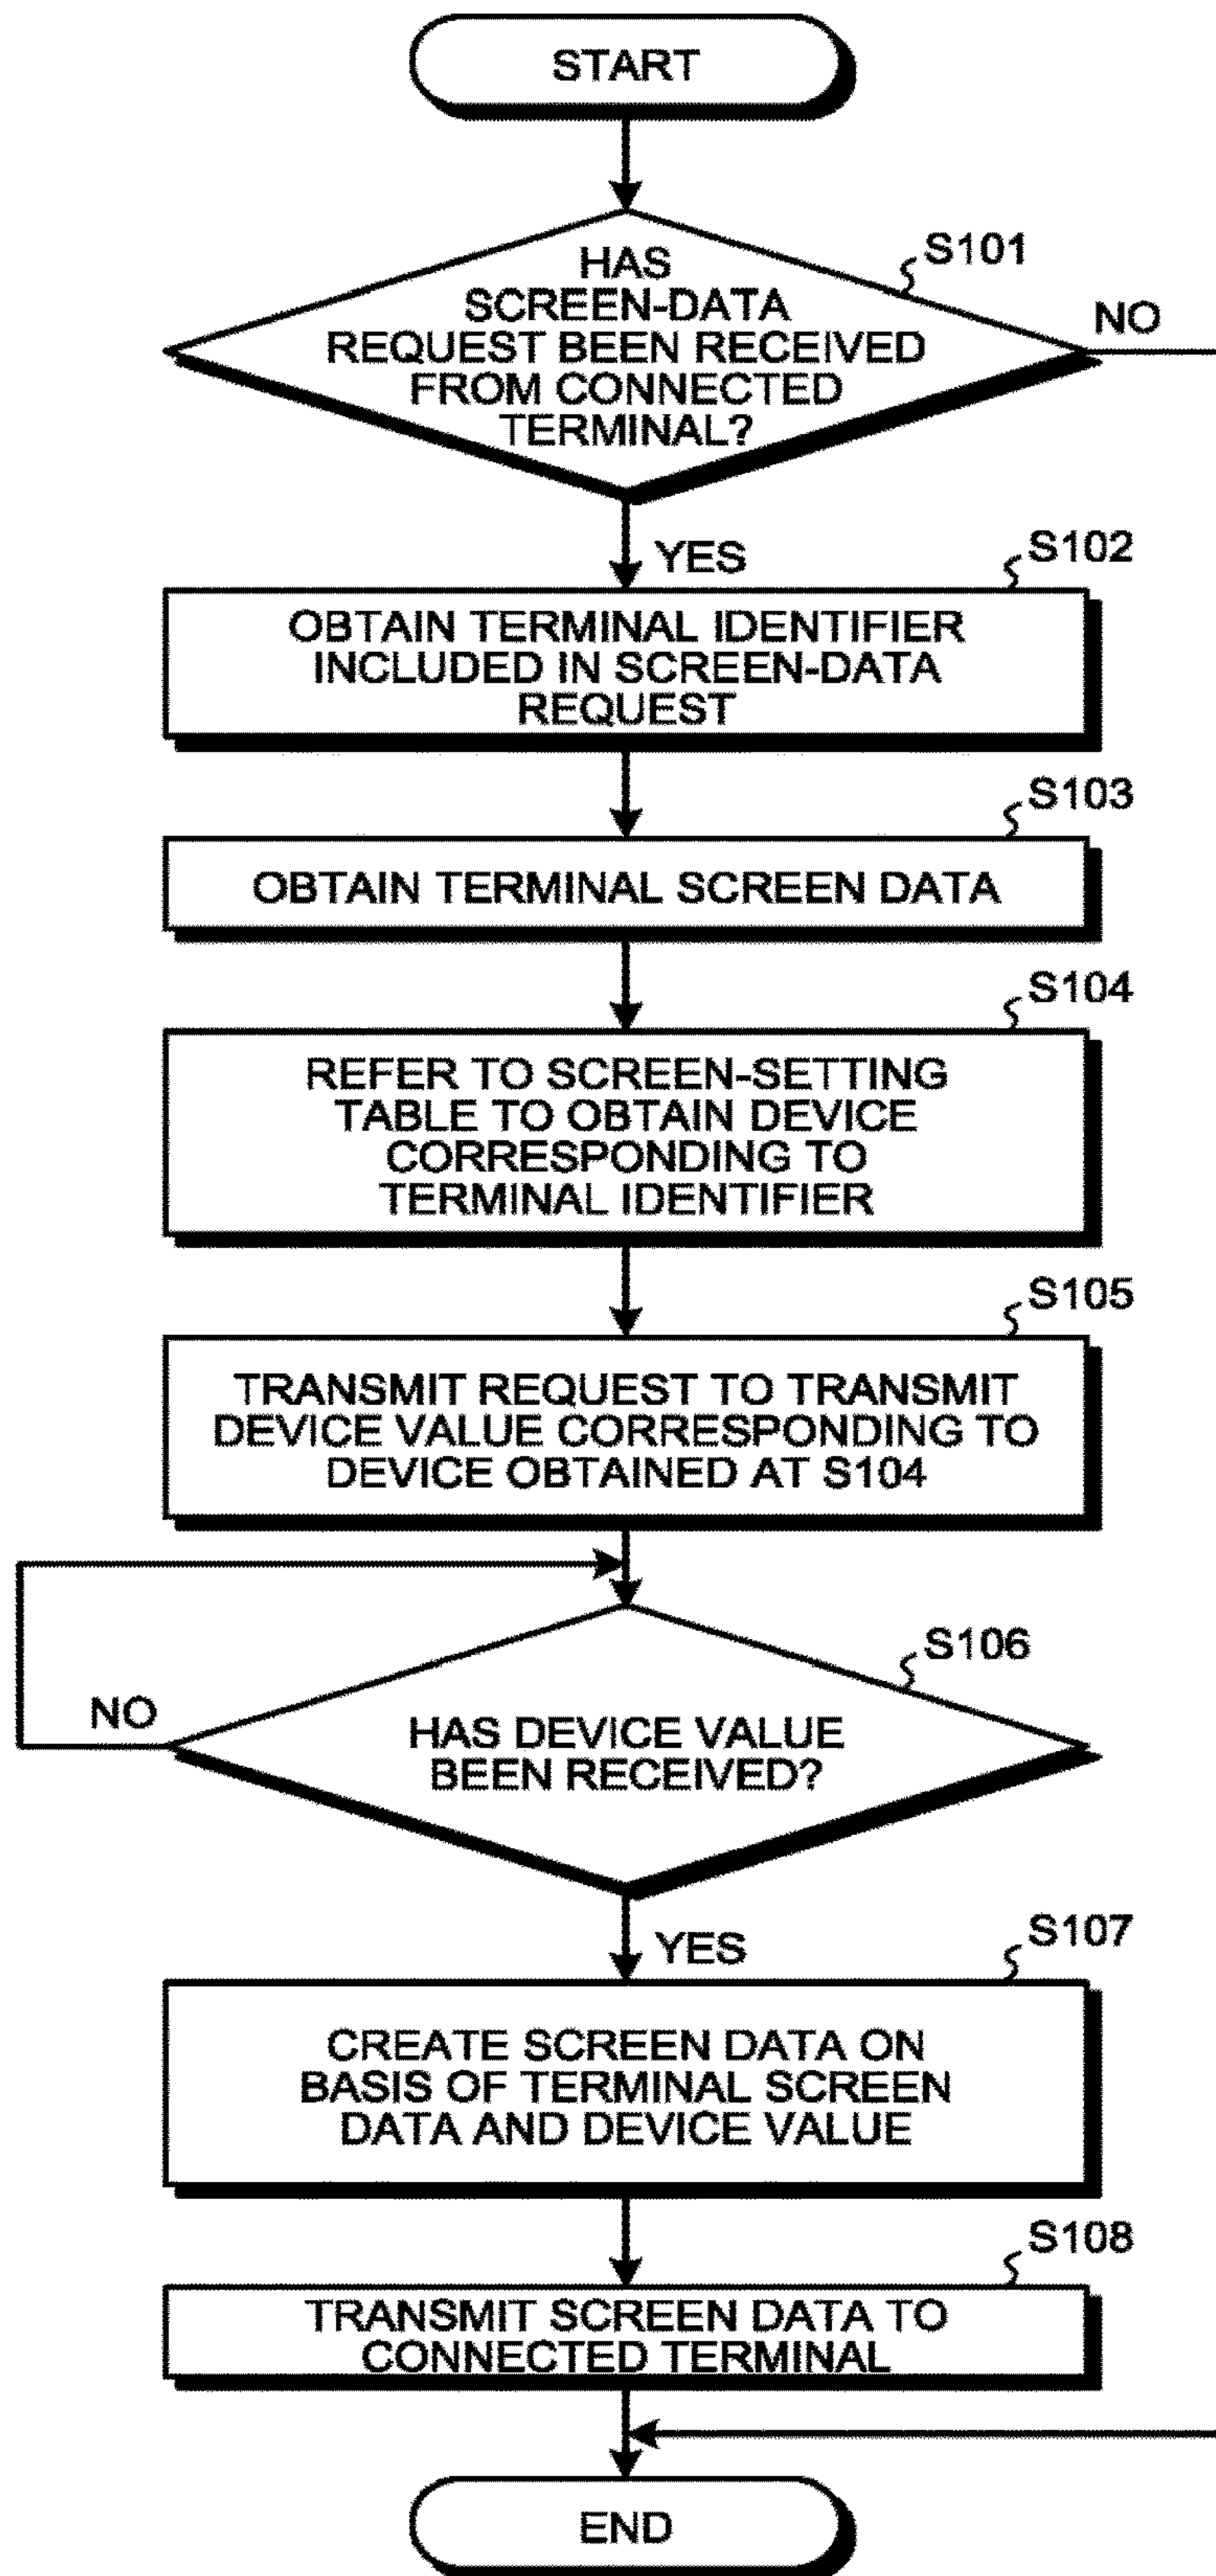 START
S101
HAS
SCREEN-DATA
REQUEST BEEN RECEIVED
FROM CONNECTED
TERMINAL?
NO
YES
S102
OBTAIN TERMINAL IDENTIFIER
INCLUDED IN SCREEN-DATA
REQUEST
S103
OBTAIN TERMINAL SCREEN DATA
S104
REFER TO SCREEN-SETTING
TABLE TO OBTAIN DEVICE
CORRESPONDING TO
TERMINAL IDENTIFIER
S105
TRANSMIT REQUEST TO TRANSMIT
DEVICE VALUE CORRESPONDING TO
DEVICE OBTAINED AT S104
S106
NO
HAS DEVICE VALUE
BEEN RECEIVED?
YES
S107
CREATE SCREEN DATA ON
BASIS OF TERMINAL SCREEN
DATA AND DEVICE VALUE
S108
TRANSMIT SCREEN DATA TO
CONNECTED TERMINAL
END